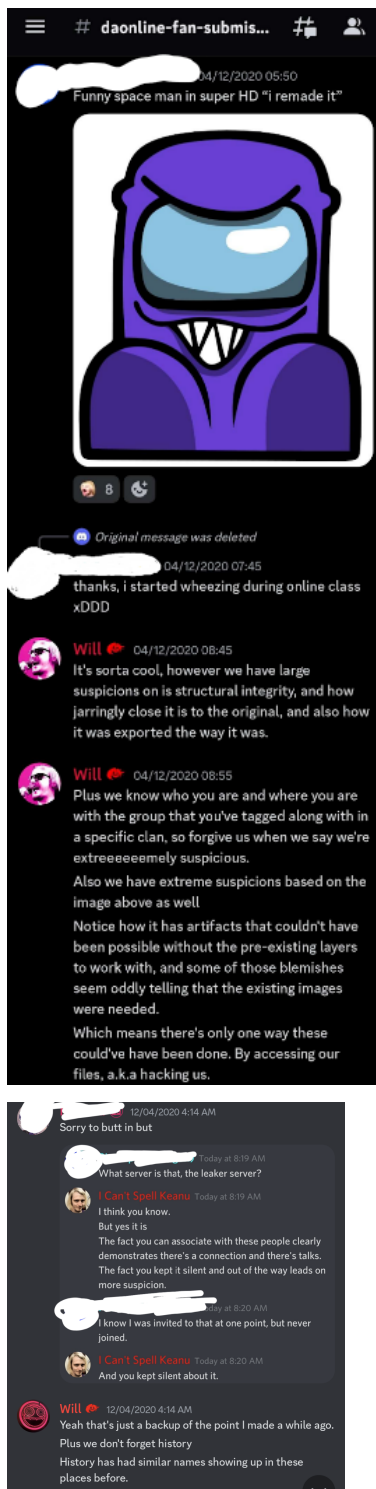 # daonline-fan-submis...
04/12/2020 05:50
Funny space man in super HD “i remade it”
8
Original message was deleted
04/12/2020 07:45
thanks, i started wheezing during online class
xDDD
Will 04/12/2020 08:45
It's sorta cool, however we have large
suspicions on is structural integrity, and how
jarringly close it is to the original, and also how
it was exported the way it was.
Will 04/12/2020 08:55
Plus we know who you are and where you are
with the group that you've tagged along with in
a specific clan, so forgive us when we say we're
extreeeeeemely suspicious.
Also we have extreme suspicions based on the
image above as well
Notice how it has artifacts that couldn't have
been possible without the pre-existing layers
to work with, and some of those blemishes
seem oddly telling that the existing images
were needed.
Which means there's only one way these
could've have been done. By accessing our
files, a.k.a hacking us.
12/04/2020 4:14 AM
Sorry to butt in but
Today at 8:19 AM
What server is that, the leaker server?
I Can't Spell Keanu Today at 8:19 AM
I think you know.
But yes it is
The fact you can associate with these people clearly
demonstrates there's a connection and there's talks.
The fact you kept it silent and out of the way leads on
more suspicion.
day at 8:20 AM
I know I was invited to that at one point, but never
joined.
I Can't Spell Keanu Today at 8:20 AM
And you kept silent about it.
Will 12/04/2020 4:14 AM
Yeah that's just a backup of the point I made a while ago.
Plus we don't forget history
History has had similar names showing up in these
places before.